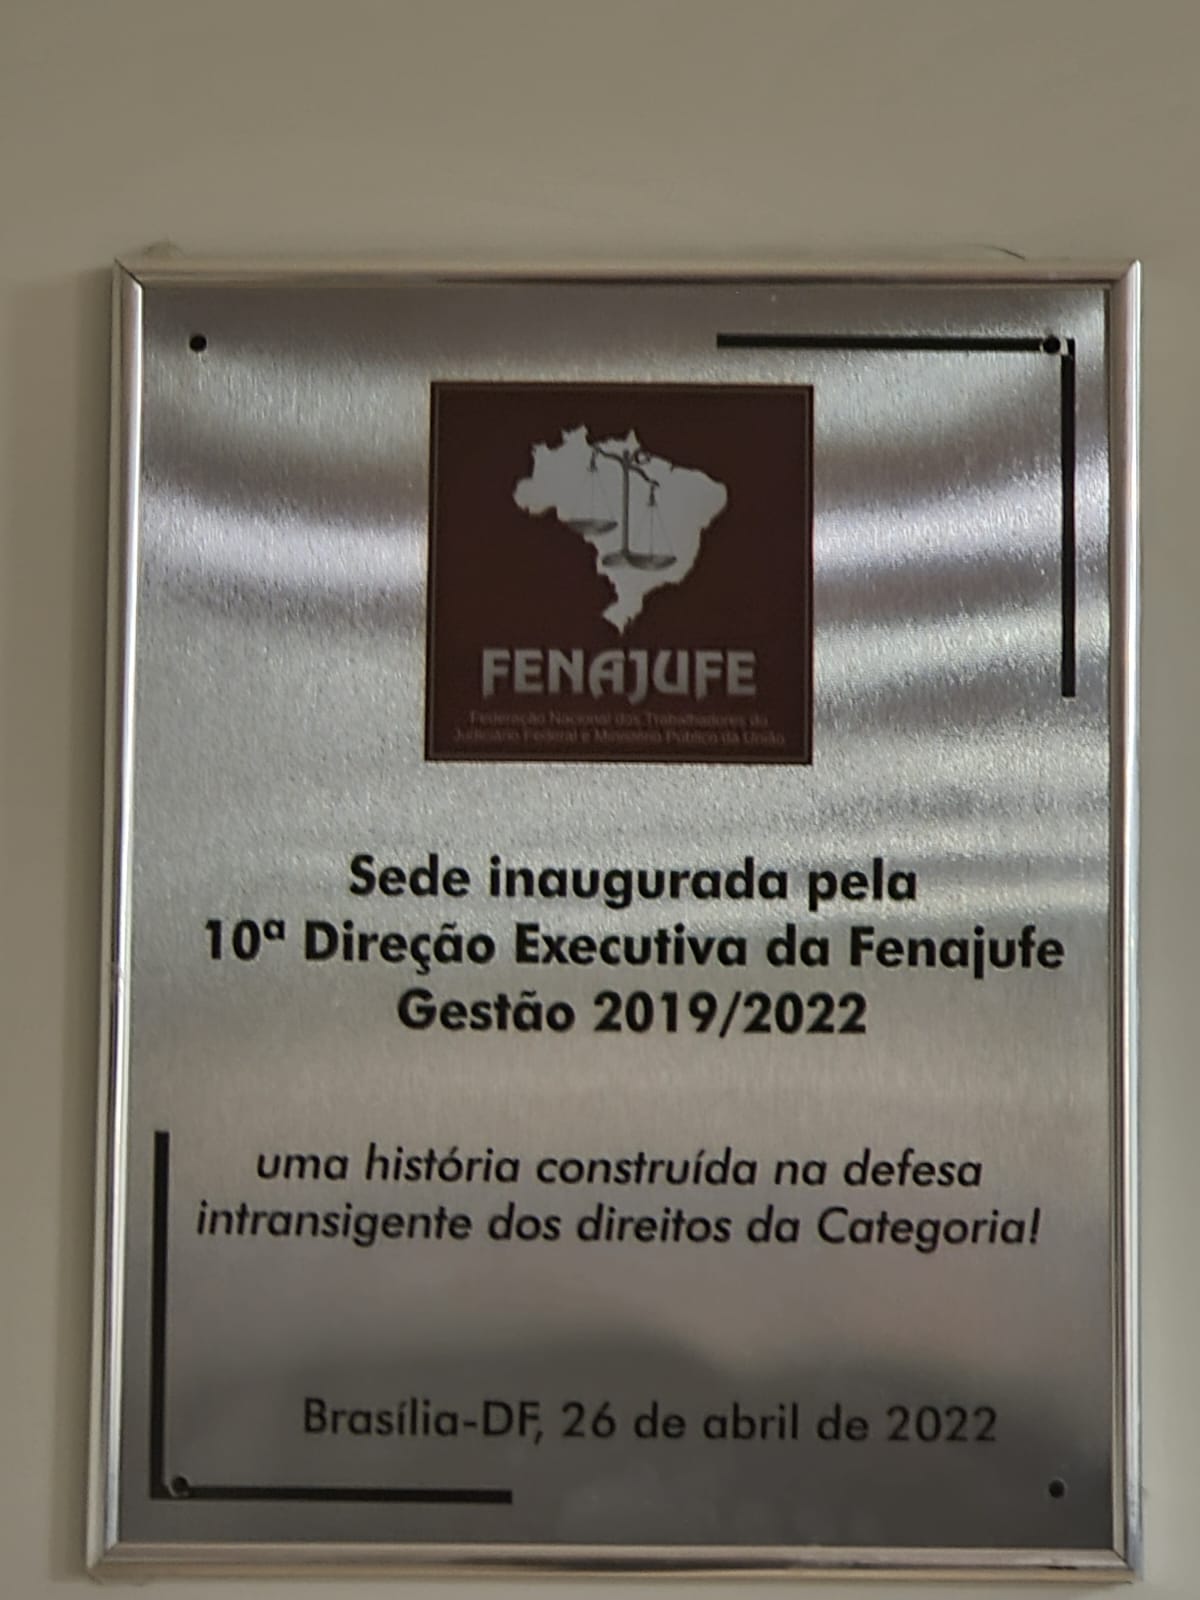 FENAJUFE
Federação Nacional dos Trabalhadores do
Judiciário Federal e Ministério Público da União
Sede inaugurada pela
10ª Direção Executiva da Fenajufe
Gestão 2019/2022
uma história construída na defesa
intransigente dos direitos da Categoria!
Brasília-DF, 26 de abril de 2022